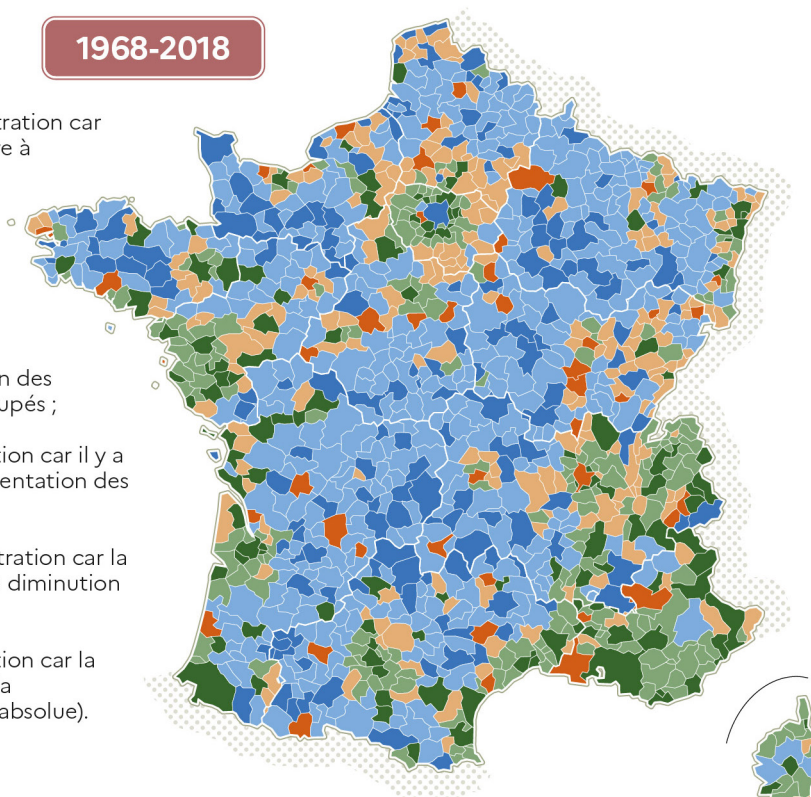 1968-2018
tration car
re à
n des
upés ;
tion car il y a
entation des
tration car la
diminution
tion car la
a
absolue).